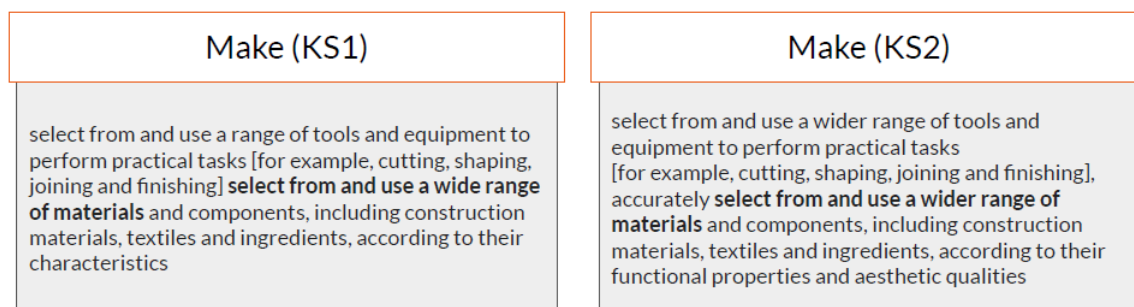 Make (KS1)
select from and use a range of tools and equipment to
perform practical tasks [for example, cutting, shaping,
joining and finishing] select from and use a wide range
of materials and components, including construction
materials, textiles and ingredients, according to their
characteristics
Make (KS2)
select from and use a wider range of tools and
equipment to perform practical tasks
[for example, cutting, shaping, joining and finishing],
accurately select from and use a wider range of
materials and components, including construction
materials, textiles and ingredients, according to their
functional properties and aesthetic qualities